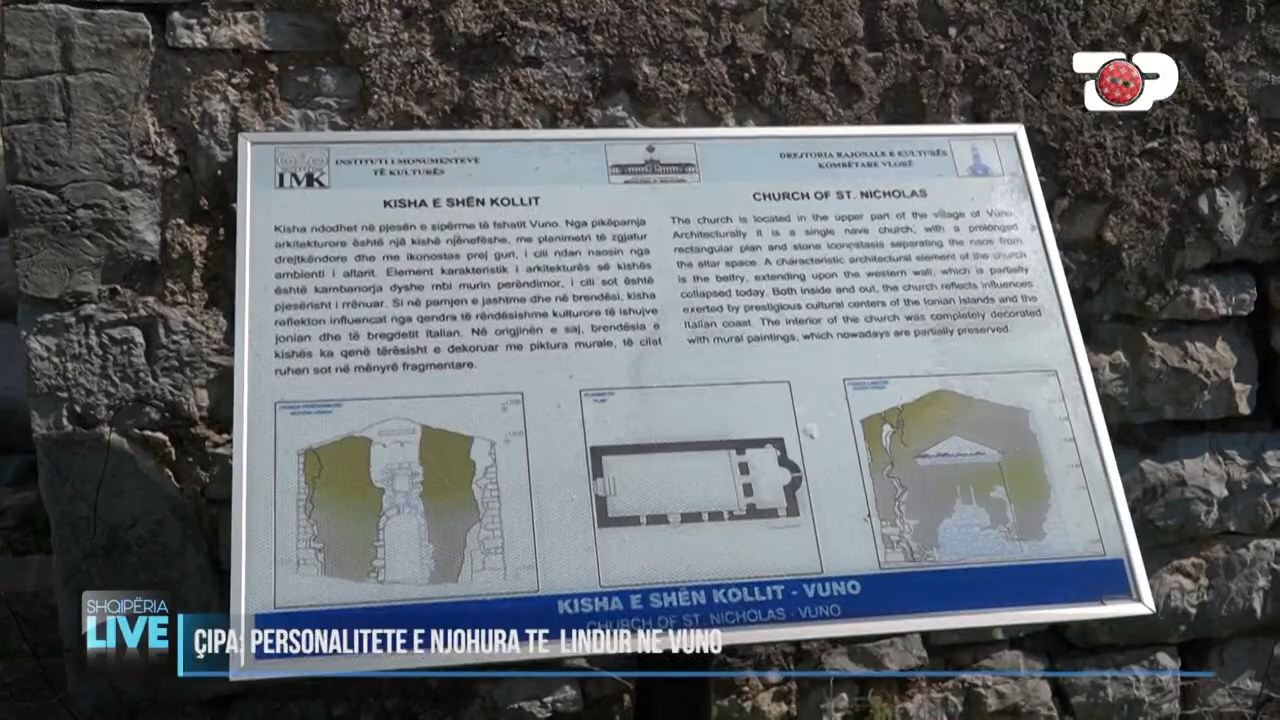 TOP
INSTITUTI I MONUMENTEVE
TË KULTURËS
IMK
DREJTORIA RAJONALE E KULTURËS
KOMBËTARE VLORË
KISHA E SHËN KOLLIT
Kisha ndodhet në pjesën e sipërme të fshatit Vuno. Nga pikëpamja
arkitekturore është një kishë njënefëshe, me planimetri të zgjatur
drejtkëndore dhe me ikonostas prej guri, i cili ndan naosin nga
ambienti i altarit. Element karakteristik i arkitekturës së kishës
është kambanorja dyshe mbi murin perëndimor, i cili sot është
pjesërisht i rrënuar. Si në pamjen e jashtme dhe në brendësi, kisha
reflekton influencat nga qendra të rëndësishme kulturore të ishujve
jonian dhe të bregdetit Italian. Në origjinën e saj, brendësia e
kishës ka qenë tërësisht e dekoruar me piktura murale, të cilat
ruhen sot në mënyrë fragmentare.
CHURCH OF ST. NICHOLAS
The church is located in the upper part of the village of Vuno.
Architecturally it is a single nave church, with a prolonged
rectangular plan and stone iconostasis separating the naos from
the altar space. A characteristic architectural element of the church
is the belfry, extending upon the western wall, which is partially
collapsed today. Both inside and out, the church reflects influences
exerted by prestigious cultural centers of the Ionian Islands and the
Italian coast. The interior of the church was completely decorated
with mural paintings, which nowadays are partially preserved.
PLAN
KISHA E SHËN KOLLIT - VUNO
CHURCH OF ST. NICHOLAS - VUNO
SHQIPËRIA
LIVE
ÇIPA: PERSONALITETE E NJOHURA TE LINDUR NE VUNO